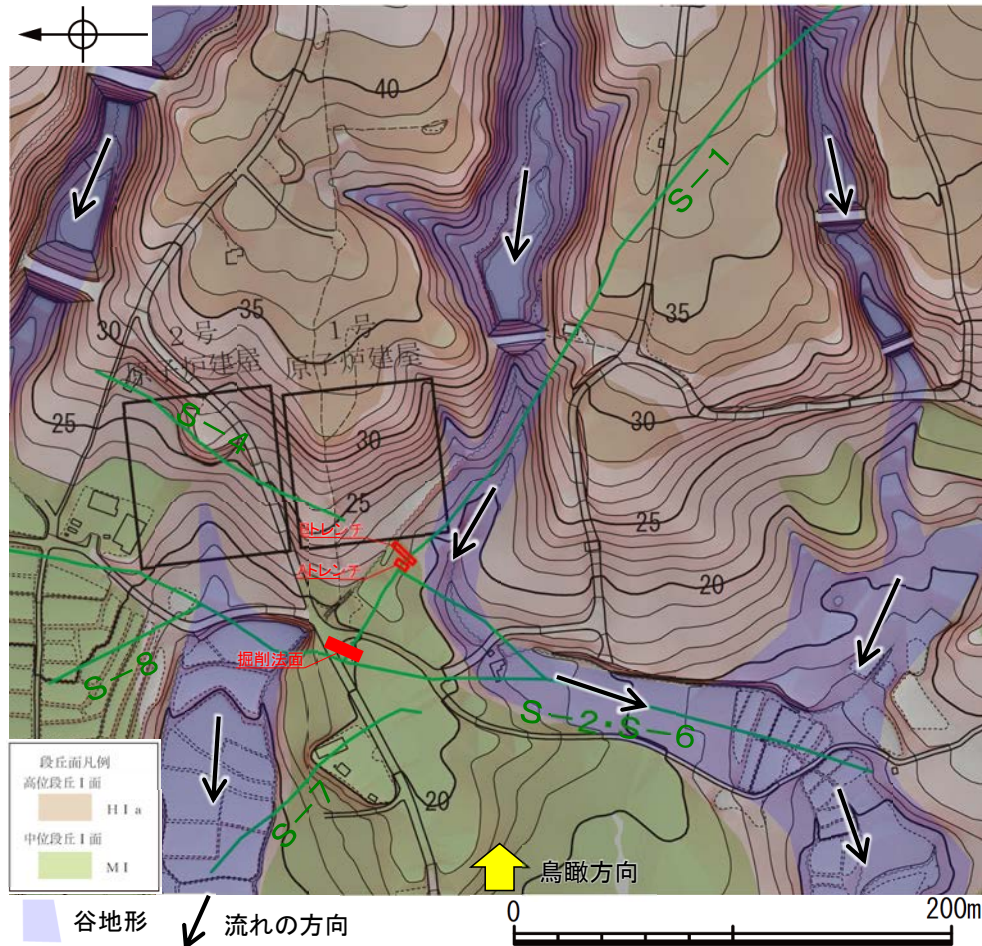 40
S-1
35
35
30
2号
原子炉建屋
1号
原子炉建屋
25
S-4
30
30
25
25
Bトレンチ
Aトレンチ
20
掘削法面
S-8
S-2・S-6
S-7
20
段丘面凡例
高位段丘Ⅰ面
HⅠa
中位段丘Ⅰ面
MⅠ
鳥瞰方向
谷地形
流れの方向
0
200m